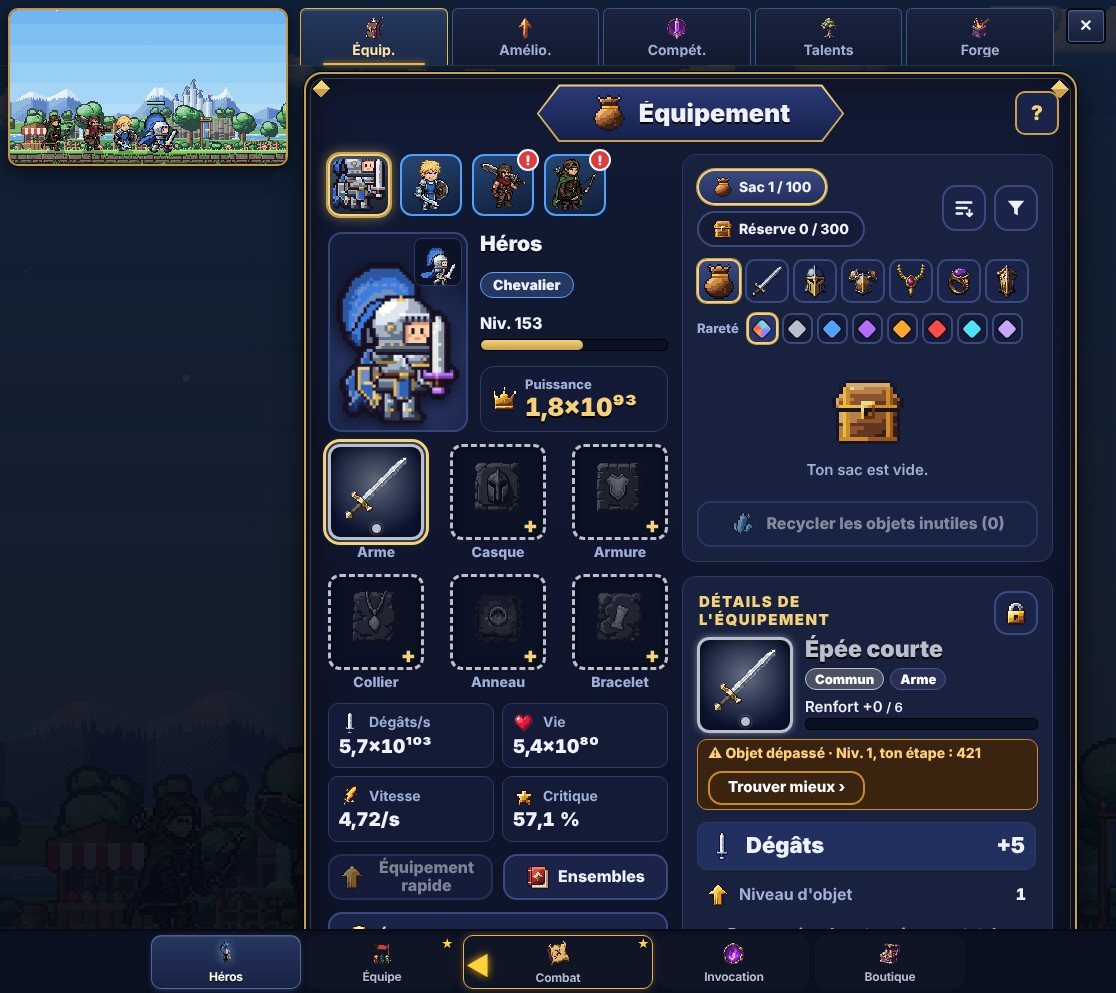 Équip.
Amélio.
Compét.
Talents
Forge
×
Équipement
?
!
!
Héros
Chevalier
Niv. 153
Puissance
1,8×10⁹³
Sac 1 / 100
Réserve 0 / 300
Rareté
Ton sac est vide.
Recycler les objets inutiles (0)
Arme
Casque
Armure
Collier
Anneau
Bracelet
Dégâts/s
5,7×10¹⁰³
Vie
5,4×10⁸⁰
Vitesse
4,72/s
Critique
57,1 %
Équipement
rapide
Ensembles
DÉTAILS DE
L'ÉQUIPEMENT
Épée courte
Commun
Arme
Renfort +0 / 6
⚠ Objet dépassé · Niv. 1, ton étape : 421
Trouver mieux ›
Dégâts
+5
Niveau d'objet
1
Héros
Équipe
Combat
Invocation
Boutique